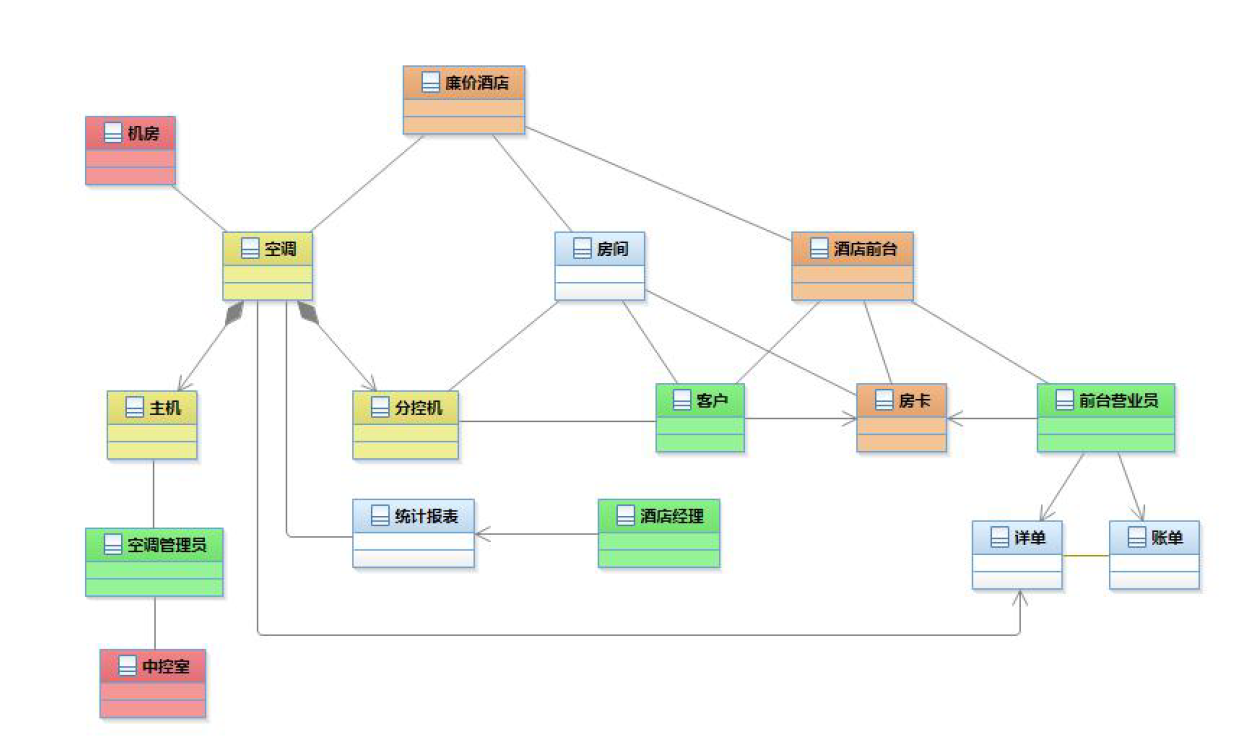 廉价酒店
机房
空调
房间
酒店前台
主机
分控机
客户
房卡
前台营业员
统计报表
酒店经理
详单
账单
空调管理员
中控室